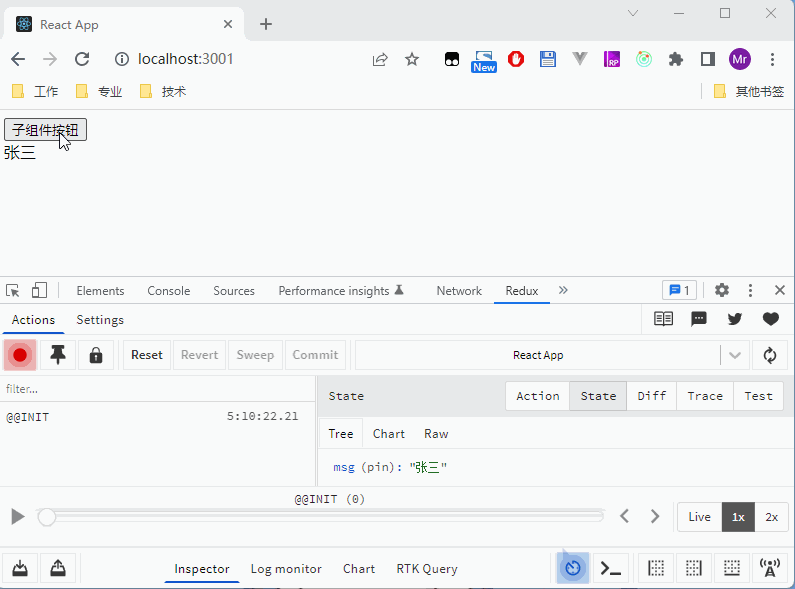 React App
localhost:3001
New
RP
Mr
工作 专业 技术 其他书签
子组件按钮
张三
Elements Console Sources Performance insights Network Redux 1
Actions Settings
Reset Revert Sweep Commit React App
filter...
State Action State Diff Trace Test
@@INIT 5:10:22.21
Tree Chart Raw
msg (pin): "张三"
@@INIT (0)
Live 1x 2x
Inspector Log monitor Chart RTK Query